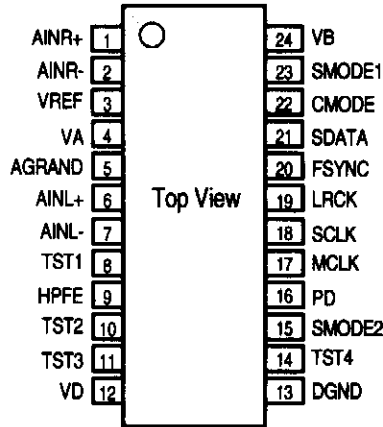 AINR+ 1 24 VB
AINR- 2 23 SMODE1
VREF 3 22 CMODE
VA 4 21 SDATA
AGRAND 5 20 FSYNC
AINL+ 6 Top View 19 LRCK
AINL- 7 18 SCLK
TST1 8 17 MCLK
HPFE 9 16 PD
TST2 10 15 SMODE2
TST3 11 14 TST4
VD 12 13 DGND